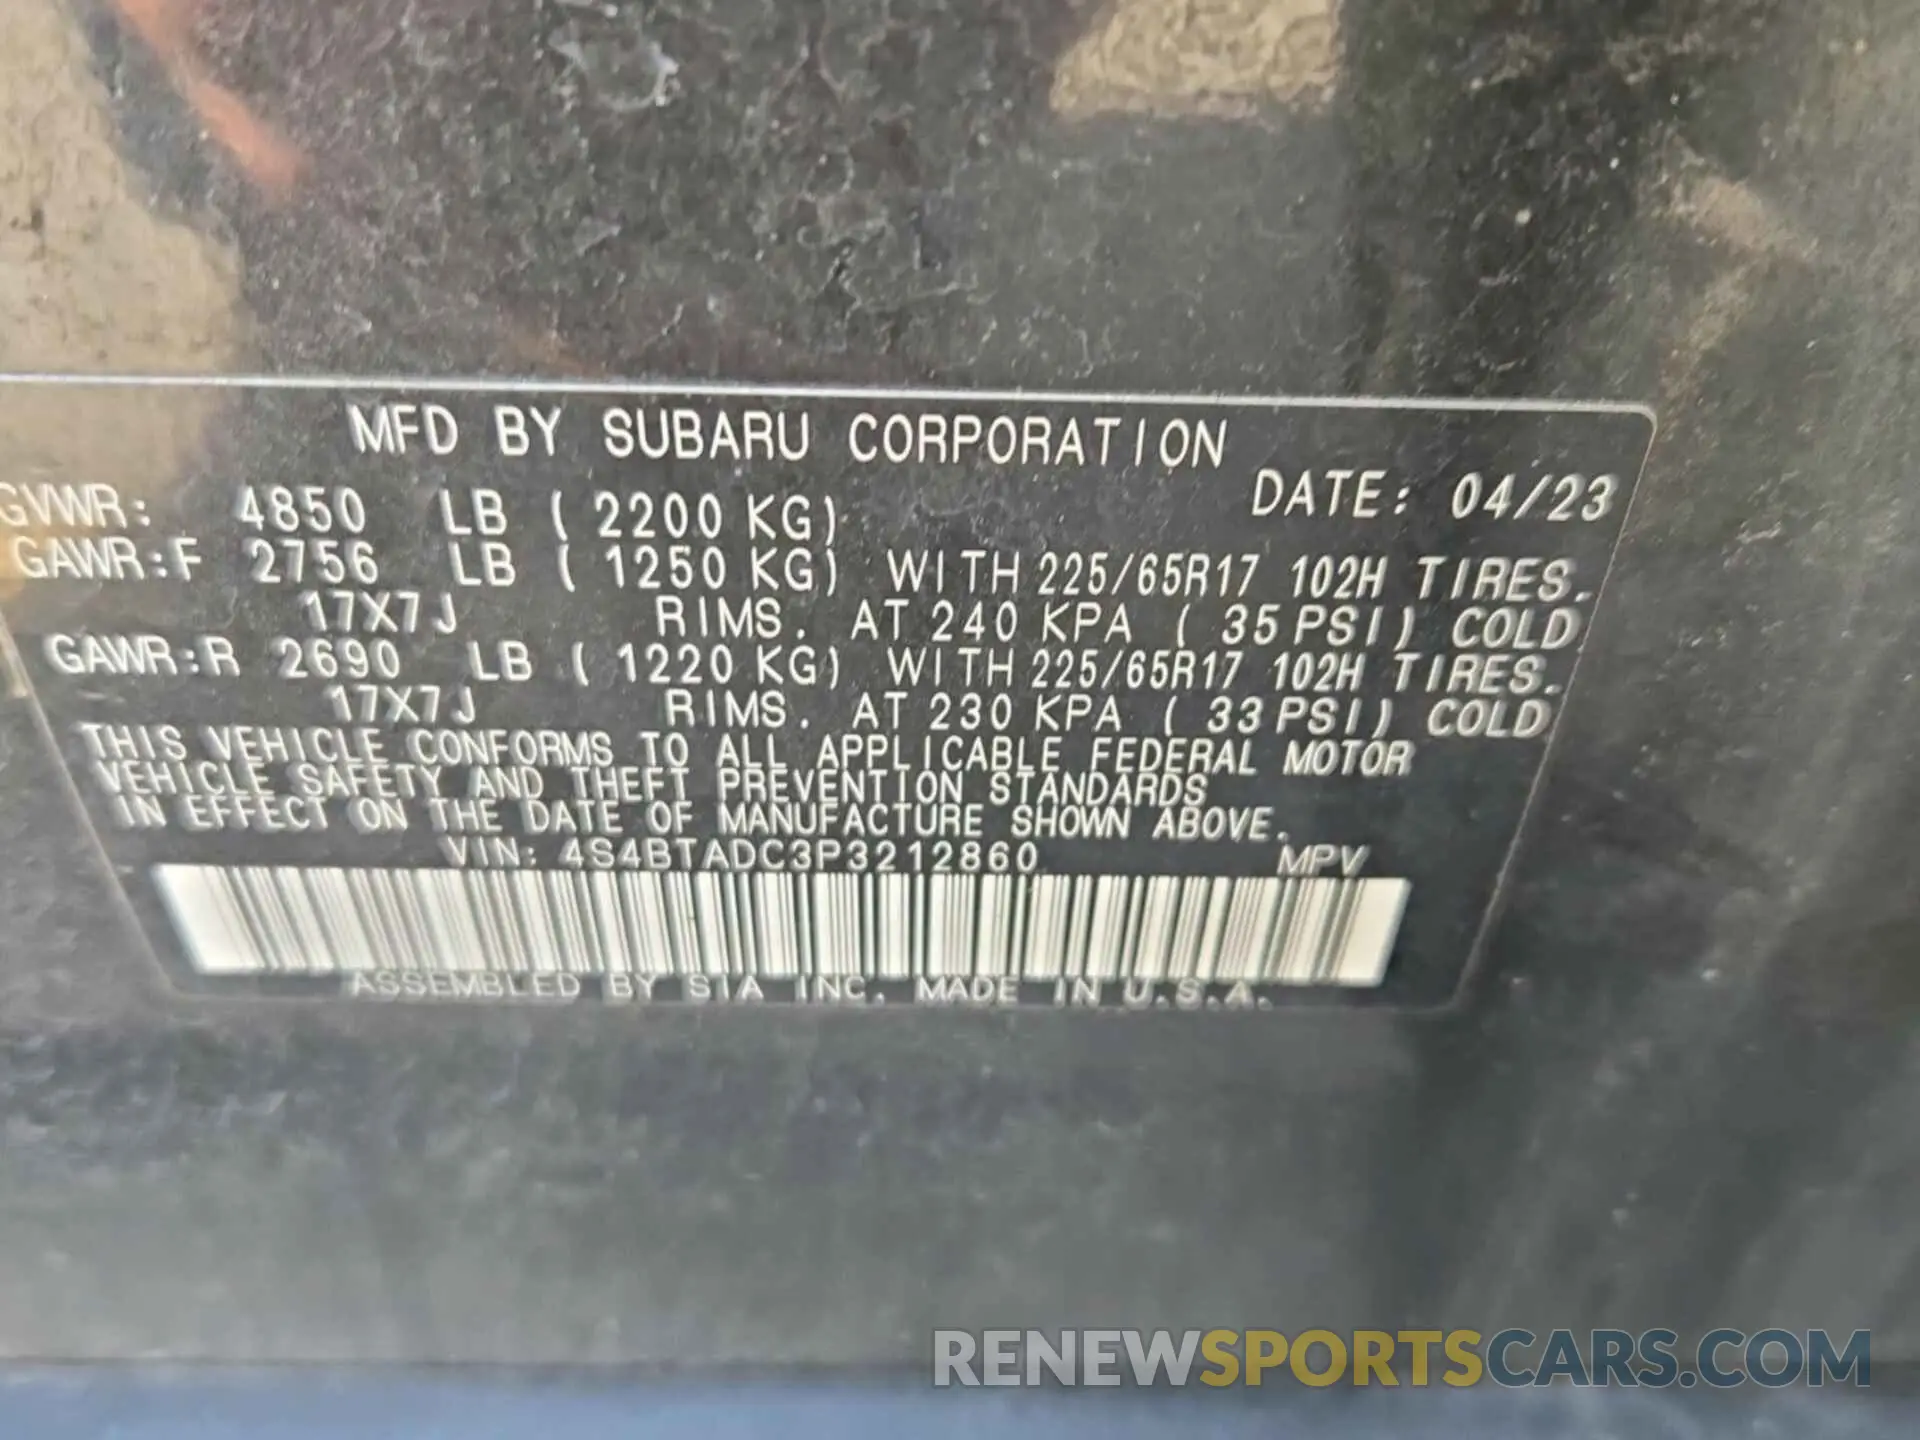 MFD BY SUBARU CORPORATION
DATE: 04/23
GVWR: 4850 LB ( 2200 KG)
GAWR:F 2756 LB ( 1250 KG) WITH 225/65R17 102H TIRES.
17X7J RIMS. AT 240 KPA ( 35 PSI) COLD
GAWR:R 2690 LB ( 1220 KG) WITH 225/65R17 102H TIRES.
17X7J RIMS. AT 230 KPA ( 33 PSI) COLD
THIS VEHICLE CONFORMS TO ALL APPLICABLE FEDERAL MOTOR
VEHICLE SAFETY AND THEFT PREVENTION STANDARDS
IN EFFECT ON THE DATE OF MANUFACTURE SHOWN ABOVE.
VIN: 4S4BTADC3P3212860 MPV
ASSEMBLED BY SIA INC. MADE IN U.S.A.
RENEWSPORTSCARS.COM